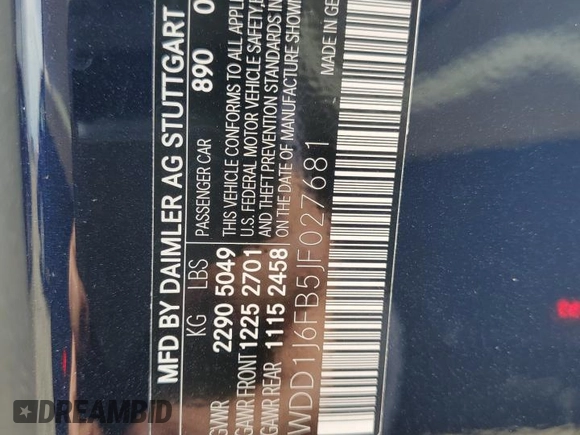 MFD BY DAIMLER AG STUTTGART
890
KG LBS PASSENGER CAR
GVWR 2290 5049
GAWR FRONT 1225 2701
GAWR REAR 1115 2458
THIS VEHICLE CONFORMS TO ALL APPLI
U.S. FEDERAL MOTOR VEHICLE SAFETY,
AND THEFT PREVENTION STANDARDS IN
ON THE DATE OF MANUFACTURE SHOWN
WDD1J6FB5JF027681
MADE IN GE
DREAMBID